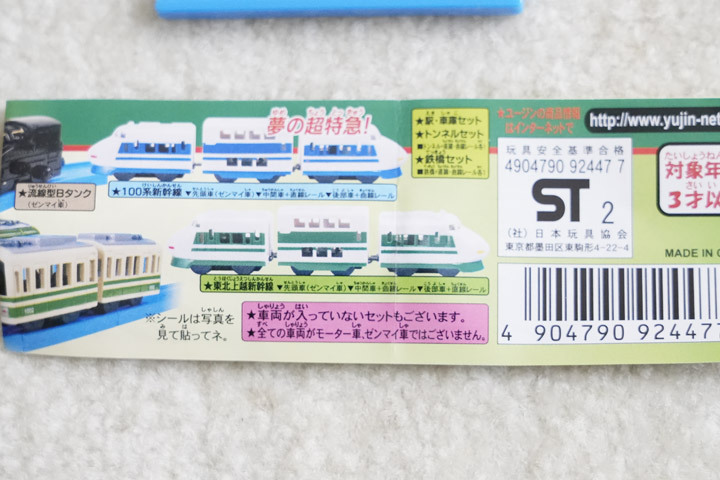 夢の超特急!
★流線型Bタンク
(ゼンマイ車)
★100系新幹線 ▼先頭車(ゼンマイ車) ▼中間車+直線レール ▼後部車+曲線レール
★東北上越新幹線 ▼先頭車(ゼンマイ車) ▼中間車+曲線レール ▼後部車+直線レール
※シールは写真を
見て貼ってネ。
★車両が入っていないセットもございます。
★全ての車両がモーター車、ゼンマイ車ではございません。
★駅・車庫セット
★トンネルセット
★鉄橋セット
★ユージンの商品情報
はインターネットで
http://www.yujin-net
玩具安全基準合格
4904790 92447 7
ST 2
(社)日本玩具協会
東京都墨田区東駒形4-22-4
対象年
3才以
MADE IN C
4 904790 924477